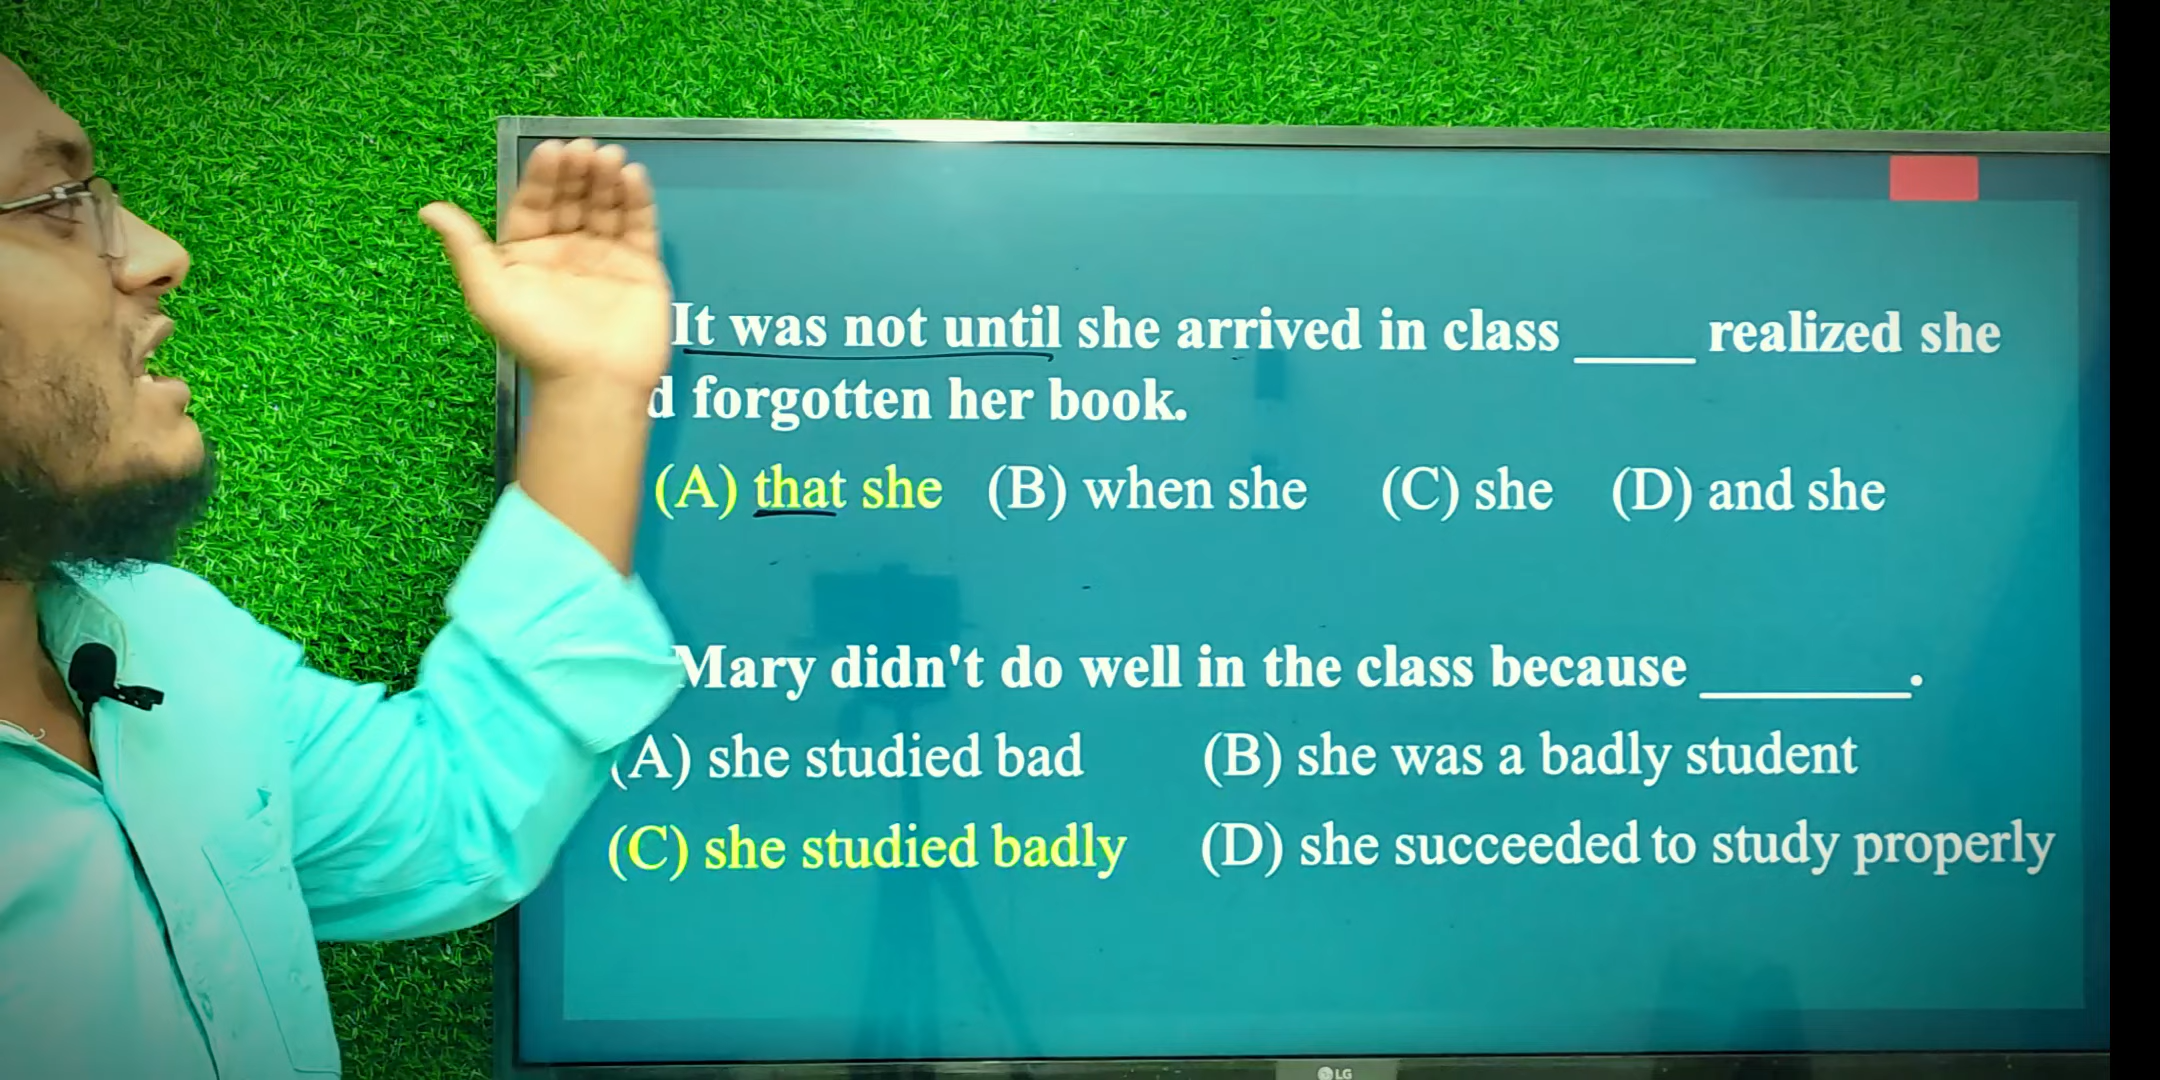 It was not until she arrived in class ____ realized she
d forgotten her book.
(A) that she (B) when she (C) she (D) and she
Mary didn't do well in the class because _______.
(A) she studied bad (B) she was a badly student
(C) she studied badly (D) she succeeded to study properly
LG